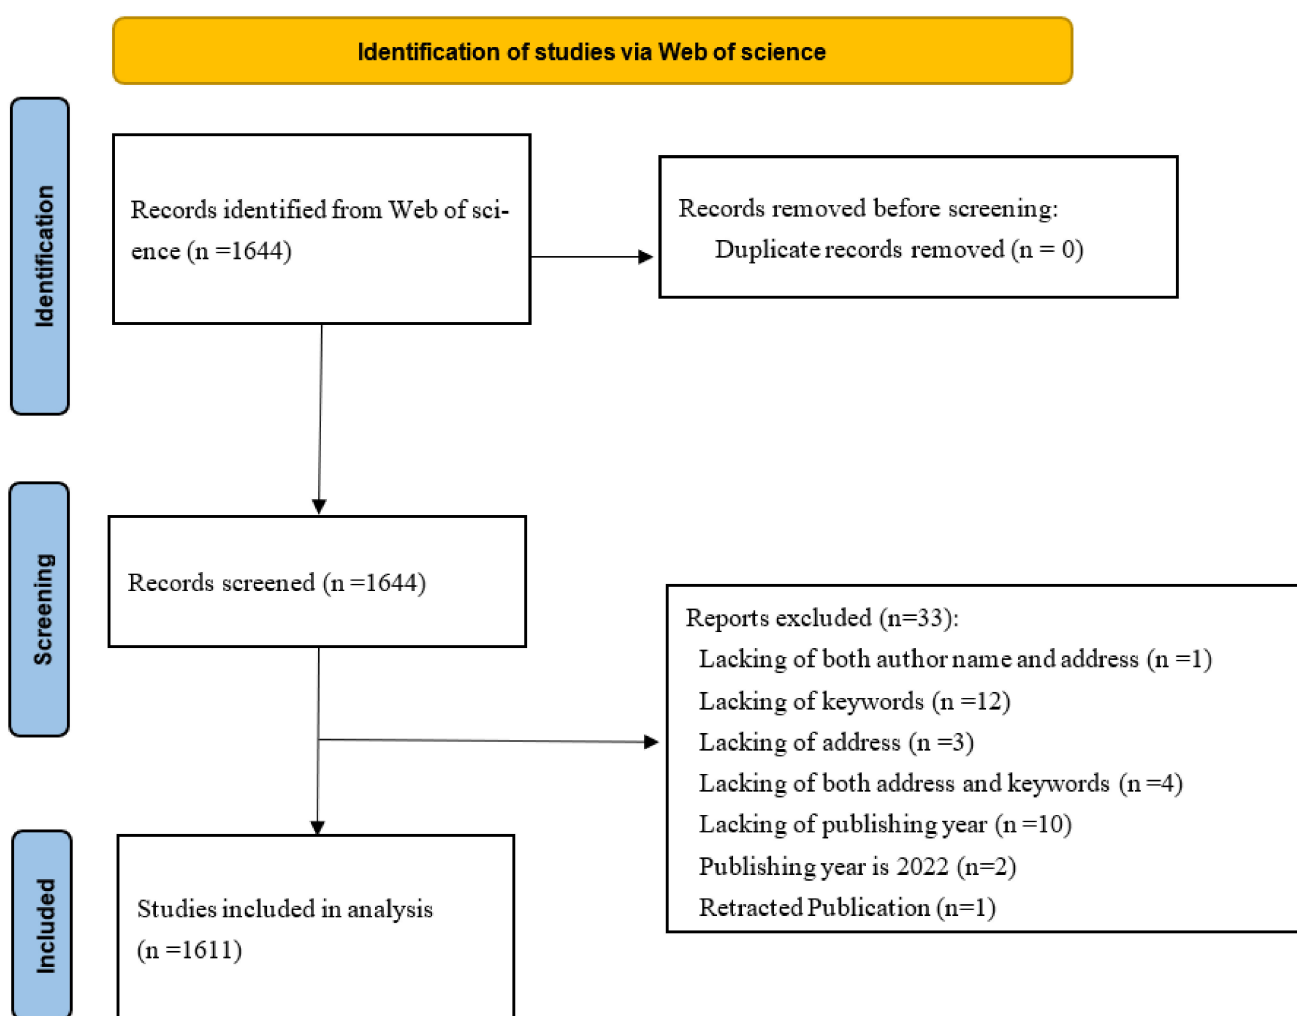 Identification of studies via Web of science
Identification
Records identified from Web of sci-
ence (n =1644)
Records removed before screening:
Duplicate records removed (n = 0)
Screening
Records screened (n =1644)
Reports excluded (n=33):
Lacking of both author name and address (n =1)
Lacking of keywords (n =12)
Lacking of address (n =3)
Lacking of both address and keywords (n =4)
Lacking of publishing year (n =10)
Publishing year is 2022 (n=2)
Retracted Publication (n=1)
Included
Studies included in analysis
(n =1611)